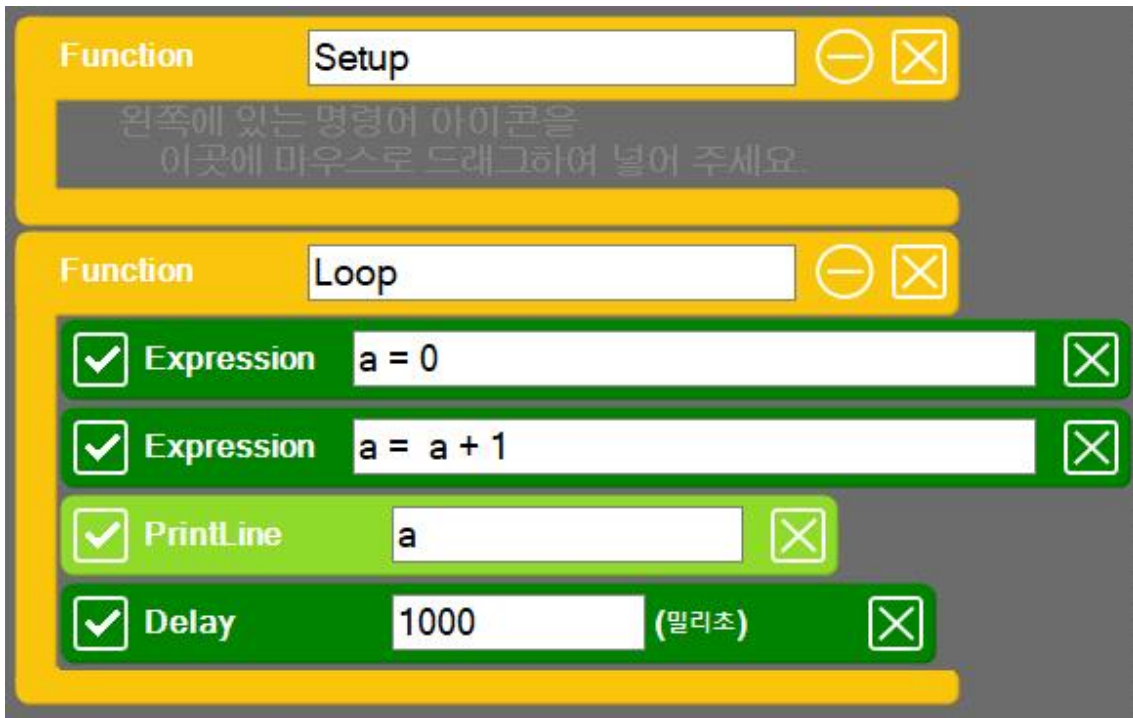 Function Setup
왼쪽에 있는 명령어 아이콘을
이곳에 마우스로 드래그하여 넣어 주세요.
Function Loop
Expression a = 0
Expression a =  a + 1
PrintLine a
Delay 1000 (밀리초)